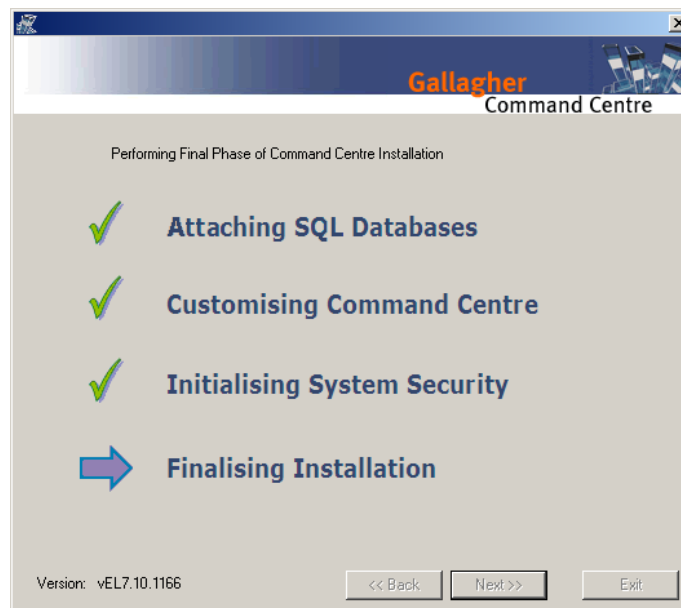 Gallagher
Command Centre
Performing Final Phase of Command Centre Installation
Attaching SQL Databases
Customising Command Centre
Initialising System Security
Finalising Installation
Version: vEL7.10.1166
<< Back
Next >>
Exit